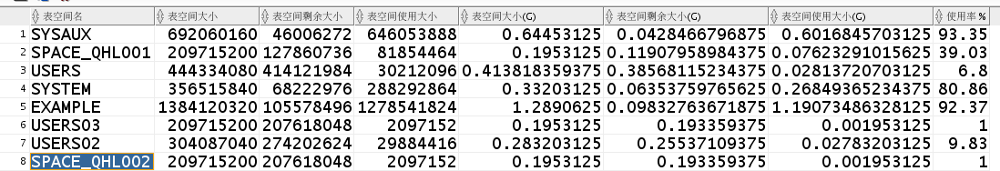 表空间名 表空间大小 表空间剩余大小 表空间使用大小 表空间大小(G) 表空间剩余大小(G) 表空间使用大小(G) 使用率%
1 SYSAUX 692060160 46006272 646053888 0.64453125 0.0428466796875 0.6016845703125 93.35
2 SPACE_QHL001 209715200 127860736 81854464 0.1953125 0.11907958984375 0.07623291015625 39.03
3 USERS 444334080 414121984 30212096 0.413818359375 0.38568115234375 0.02813720703125 6.8
4 SYSTEM 356515840 68222976 288292864 0.33203125 0.06353759765625 0.26849365234375 80.86
5 EXAMPLE 1384120320 105578496 1278541824 1.2890625 0.09832763671875 1.19073486328125 92.37
6 USERS03 209715200 207618048 2097152 0.1953125 0.193359375 0.001953125 1
7 USERS02 304087040 274202624 29884416 0.283203125 0.25537109375 0.02783203125 9.83
8 SPACE_QHL002 209715200 207618048 2097152 0.1953125 0.193359375 0.001953125 1